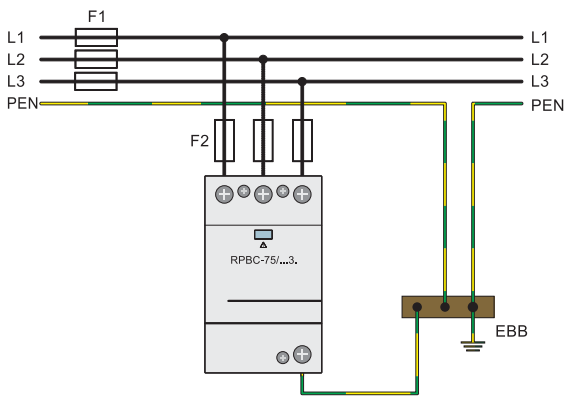 F1
L1 L1
L2 L2
L3 L3
PEN PEN
F2
RPBC-75/...3.
EBB